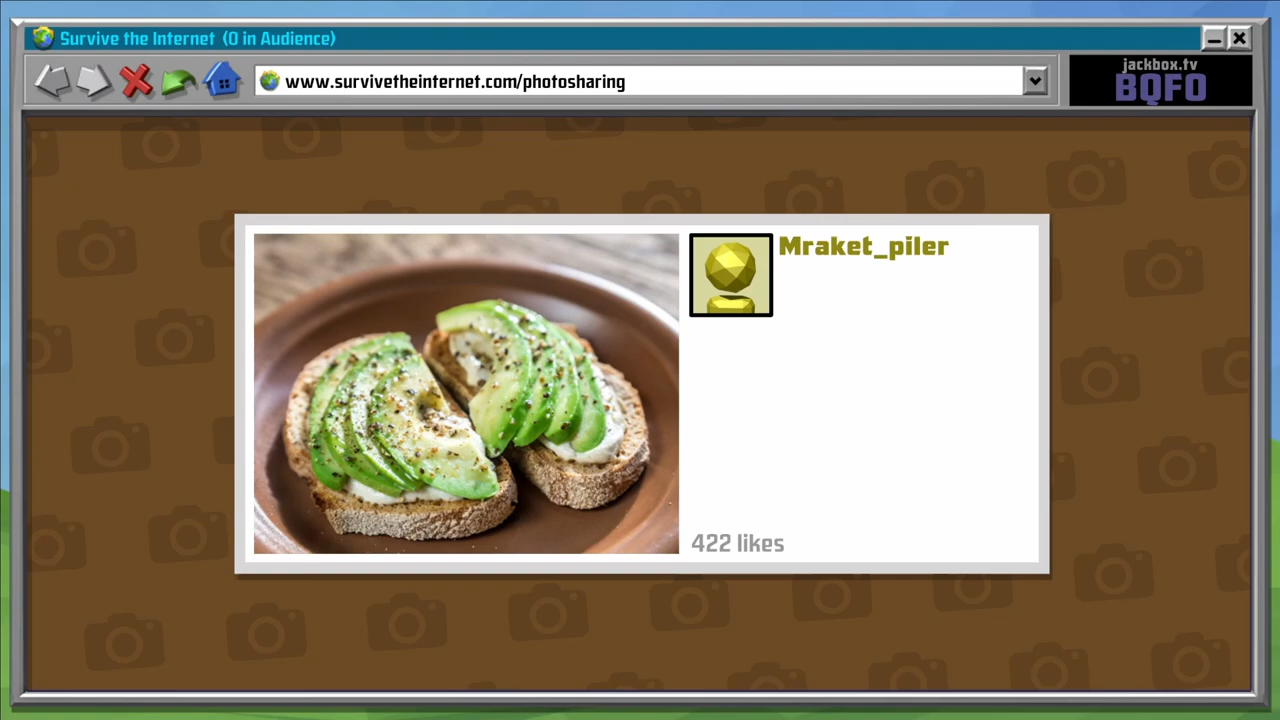 Survive the Internet (0 in Audience)
www.survivetheinternet.com/photosharing
jackbox.tv
BQFO
Mraket_piler
422 likes